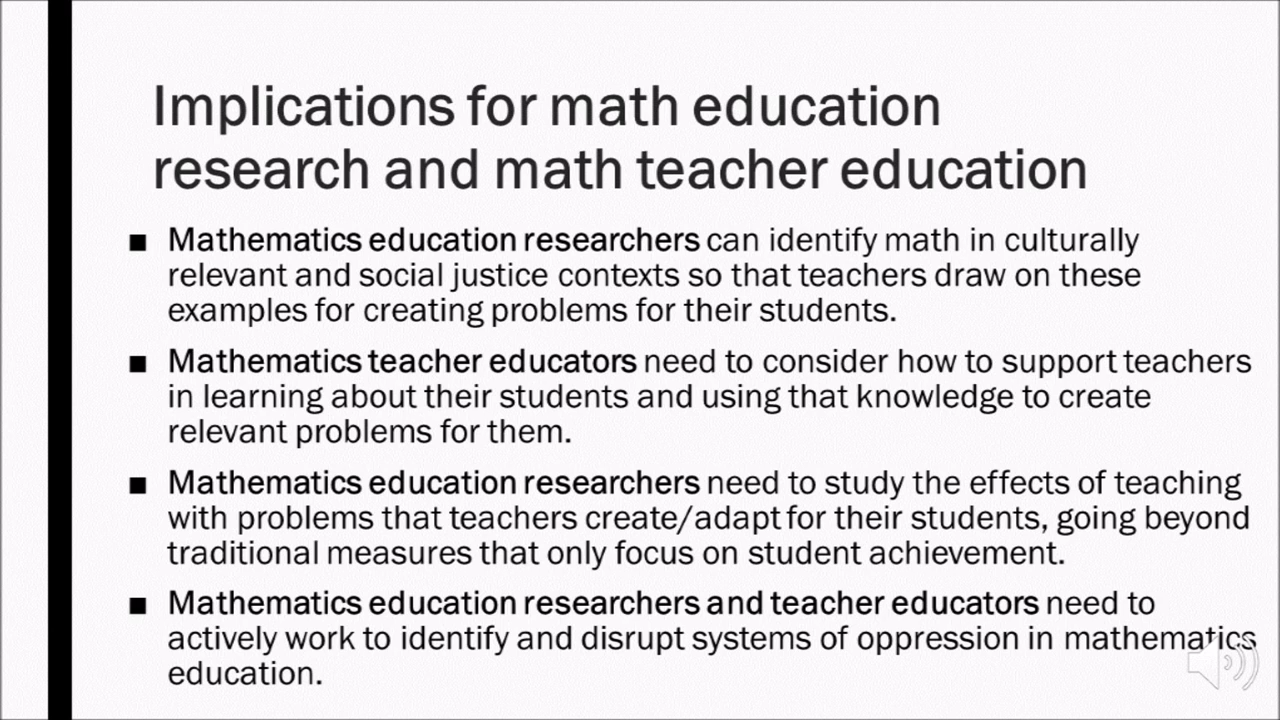 Implications for math education
research and math teacher education
■ Mathematics education researchers can identify math in culturally
relevant and social justice contexts so that teachers draw on these
examples for creating problems for their students.
■ Mathematics teacher educators need to consider how to support teachers
in learning about their students and using that knowledge to create
relevant problems for them.
■ Mathematics education researchers need to study the effects of teaching
with problems that teachers create/adapt for their students, going beyond
traditional measures that only focus on student achievement.
■ Mathematics education researchers and teacher educators need to
actively work to identify and disrupt systems of oppression in mathematics
education.